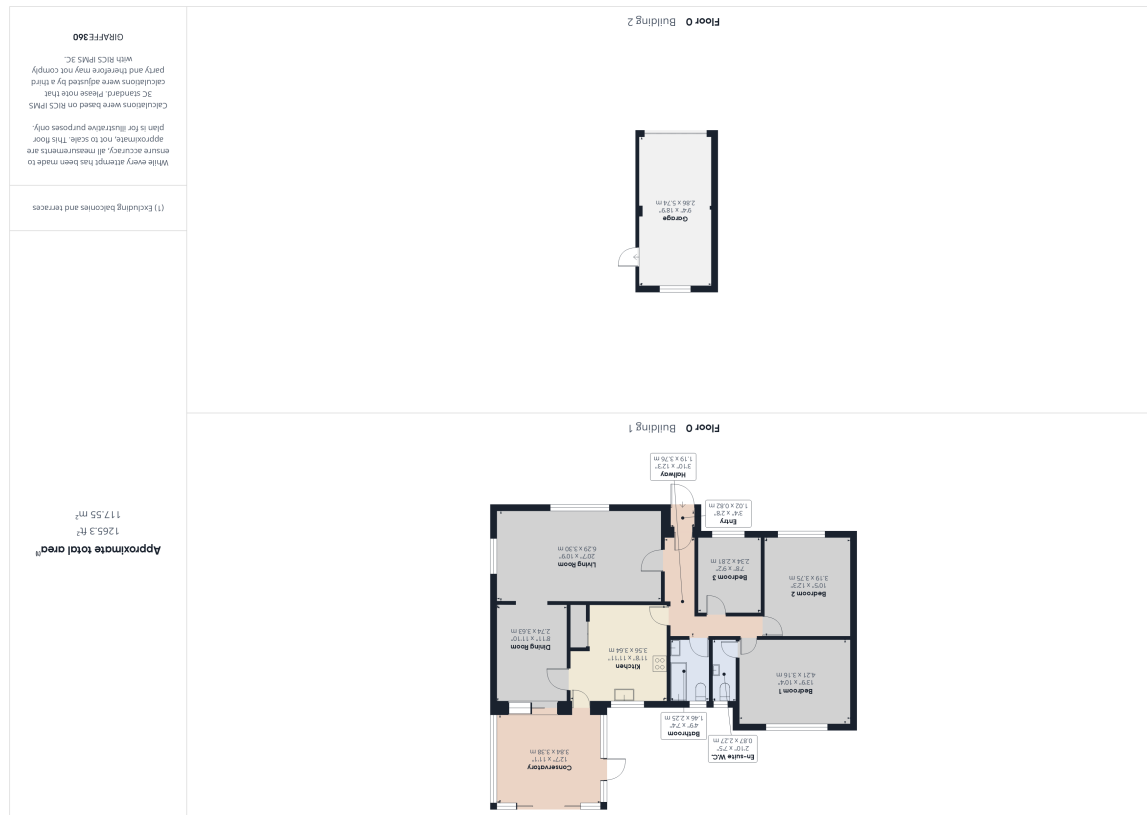 Approximate total area(1)
1265.3 ft²
117.55 m²
(1) Excluding balconies and terraces
While every attempt has been made to
ensure accuracy, all measurements are
approximate, not to scale. This floor
plan is for illustrative purposes only.
Calculations were based on RICS IPMS
3C standard. Please note that
calculations were adjusted by a third
party and therefore may not comply
with RICS IPMS 3C.
GIRAFFE360
Conservatory
12'7" x 11'1"
3.84 x 3.38 m
En-suite W.C.
2'10" x 7'5"
0.87 x 2.27 m
Bathroom
4'9" x 7'4"
1.46 x 2.25 m
Bedroom 1
13'9" x 10'4"
4.21 x 3.16 m
Kitchen
11'8" x 11'11"
3.56 x 3.64 m
Dining Room
8'11" x 11'10"
2.74 x 3.63 m
Bedroom 2
10'5" x 12'3"
3.19 x 3.75 m
Bedroom 3
7'8" x 9'2"
2.34 x 2.81 m
Living Room
20'7" x 10'9"
6.29 x 3.30 m
Entry
3'4" x 2'8"
1.02 x 0.82 m
Hallway
3'10" x 12'3"
1.19 x 3.76 m
Floor 0 Building 1
Garage
9'4" x 18'9"
2.86 x 5.74 m
Floor 0 Building 2